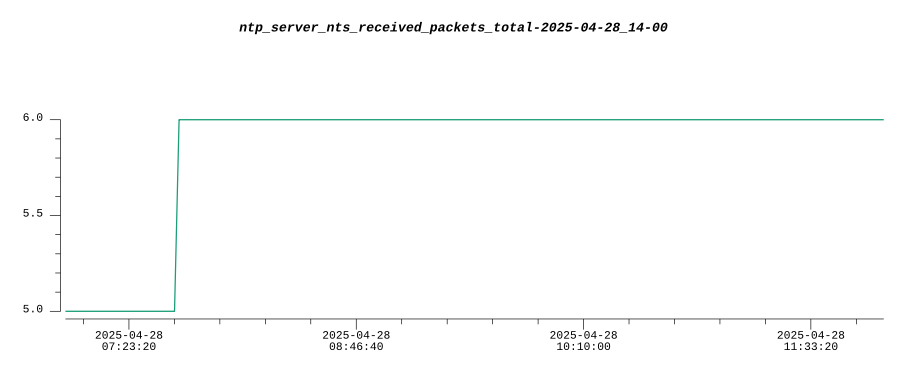 ntp_server_nts_received_packets_total-2025-04-28_14-00
6.0
5.5
5.0
2025-04-28 2025-04-28 2025-04-28 2025-04-28
07:23:20 08:46:40 10:10:00 11:33:20